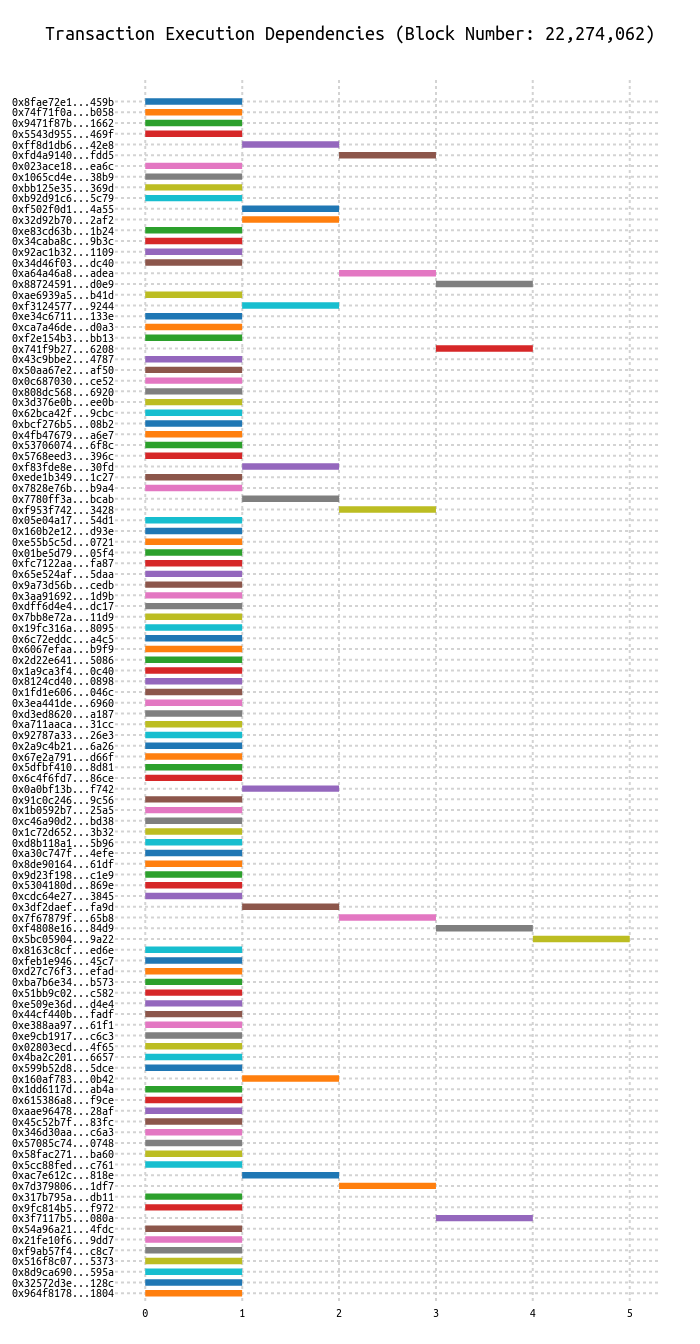 Transaction Execution Dependencies (Block Number: 22,274,062)
0x8fae72e1...459b
0x74f71f0a...b058
0x9471f87b...1662
0x5543d955...469f
0xff8d1db6...42e8
0xfd4a9140...fdd5
0x023ace18...ea6c
0x1065cd4e...38b9
0xbb125e35...369d
0xb92d91c6...5c79
0xf502f0d1...4a55
0x32d92b70...2af2
0xe83cd63b...1b24
0x34caba8c...9b3c
0x92ac1b32...1109
0x34d46f03...dc40
0xa64a46a8...adea
0x88724591...d0e9
0xae6939a5...b41d
0xf3124577...9244
0xe34c6711...133e
0xca7a46de...d0a3
0xf2e154b3...bb13
0x741f9b27...6208
0x43c9bbe2...4787
0x50aa67e2...af50
0x0c687030...ce52
0x808dc568...6920
0x3d376e0b...ee0b
0x62bca42f...9cbc
0xbcf276b5...08b2
0x4fb47679...a6e7
0x53706074...6f8c
0x5768eed3...396c
0xf83fde8e...30fd
0xede1b349...1c27
0x7828e76b...b9a4
0x7780ff3a...bcab
0xf953f742...3428
0x05e04a17...54d1
0x160b2e12...d93e
0xe55b5c5d...0721
0x01be5d79...05f4
0xfc7122aa...fa87
0x65e524af...5daa
0x9a73d56b...cedb
0x3aa91692...1d9b
0xdff6d4e4...dc17
0x7bb8e72a...11d9
0x19fc316a...8095
0x6c72eddc...a4c5
0x6067efaa...b9f9
0x2d22e641...5086
0x1a9ca3f4...0c40
0x8124cd40...0898
0x1fd1e606...046c
0x3ea441de...6960
0xd3ed8620...a187
0xa711aaca...31cc
0x92787a33...26e3
0x2a9c4b21...6a26
0x67e2a791...d66f
0x5dfbf410...8d81
0x6c4f6fd7...86ce
0x0a0bf13b...f742
0x91c0c246...9c56
0x1b0592b7...25a5
0xc46a90d2...bd38
0x1c72d652...3b32
0xd8b118a1...5b96
0xa30c747f...4efe
0x8de90164...61df
0x9d23f198...c1e9
0x5304180d...869e
0xcdc64e27...3845
0x3df2daef...fa9d
0x7f67879f...65b8
0xf4808e16...84d9
0x5bc05904...9a22
0x8163c8cf...ed6e
0xfeb1e946...45c7
0xd27c76f3...efad
0xba7b6e34...b573
0x51bb9c02...c582
0xe509e36d...d4e4
0x44cf440b...fadf
0xe388aa97...61f1
0xe9cb1917...c6c3
0x02803ecd...4f65
0x4ba2c201...6657
0x599b52d8...5dce
0x160af783...0b42
0x1dd6117d...ab4a
0x615386a8...f9ce
0xaae96478...28af
0x45c52b7f...83fc
0x346d30aa...c6a3
0x57085c74...0748
0x58fac271...ba60
0x5cc88fed...c761
0xac7e612c...818e
0x7d379806...1df7
0x317b795a...db11
0x9fc814b5...f972
0x3f7117b5...080a
0x54a96a21...4fdc
0x21fe10f6...9dd7
0xf9ab57f4...c8c7
0x516f8c07...5373
0x8d9ca690...595a
0x32572d3e...128c
0x964f8178...1804
0 1 2 3 4 5